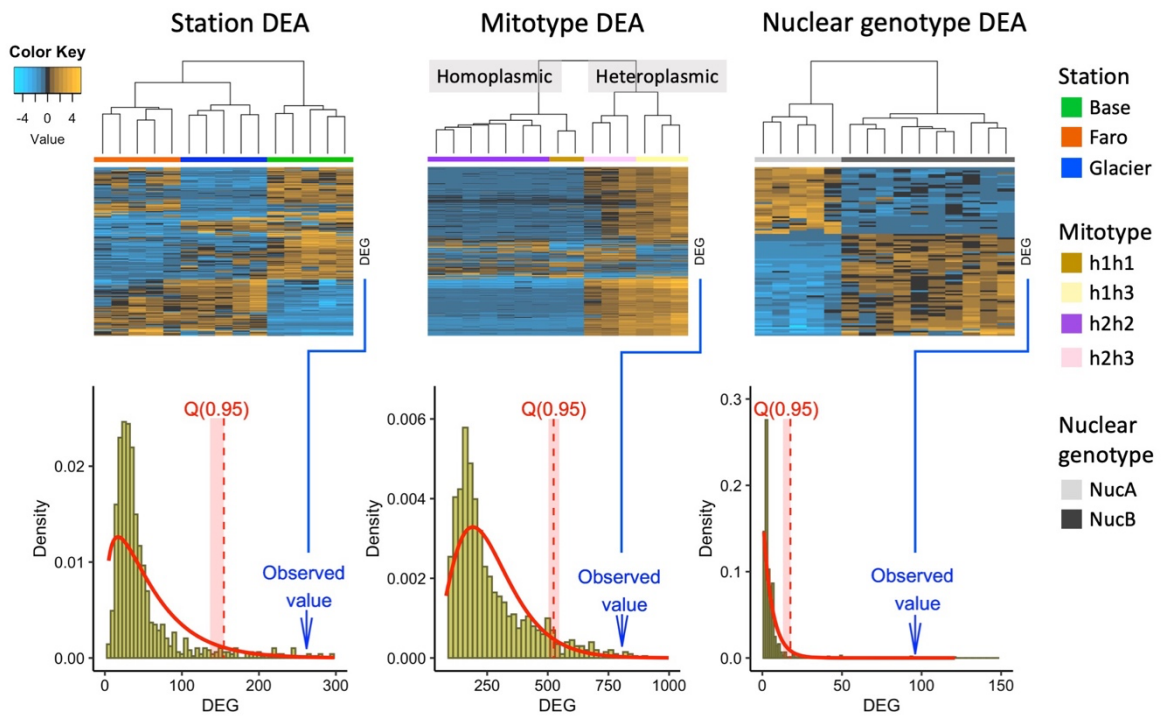 Station DEA
Mitotype DEA
Nuclear genotype DEA
Color Key
-4 0 4
Value
Homoplasmic
Heteroplasmic
DEG
DEG
DEG
Station
Base
Faro
Glacier
Mitotype
h1h1
h1h3
h2h2
h2h3
Nuclear
genotype
NucA
NucB
Q(0.95)
Observed
value
Density
0.02
0.01
0.00
0 100 200 300
DEG
Q(0.95)
Observed
value
Density
0.006
0.004
0.002
0.000
250 500 750 1000
DEG
Q(0.95)
Observed
value
Density
0.3
0.2
0.1
0.0
0 50 100 150
DEG